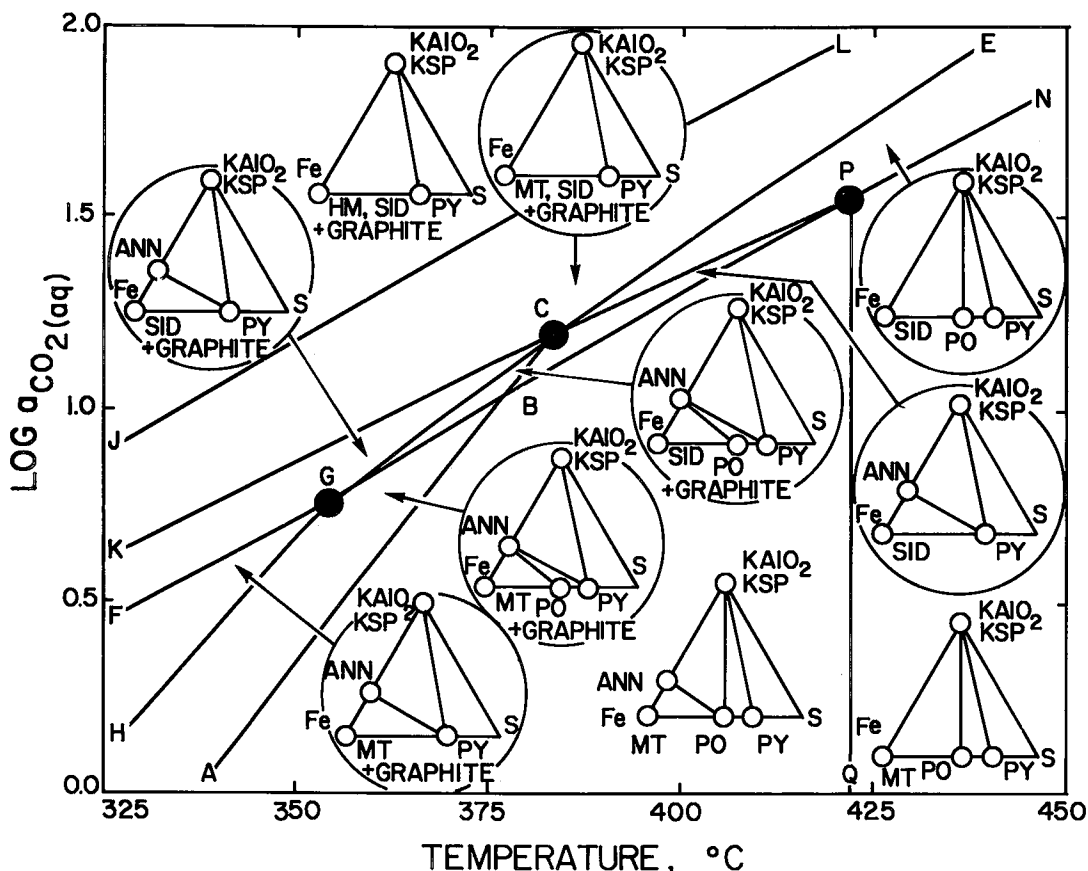 2.0
1.5
1.0
0.5
0.0
LOG aCO2(aq)
325
350
375
400
425
450
TEMPERATURE, °C
J
K
F
H
A
L
E
N
P
C
B
G
Q
KAlO2
KSP
Fe
S
HM, SID
PY
+GRAPHITE
KAlO2
KSP
Fe
S
MT, SID
PY
+GRAPHITE
KAlO2
KSP
ANN
Fe
S
SID
PY
+GRAPHITE
KAlO2
KSP
Fe
S
SID
PO
PY
KAlO2
KSP
ANN
Fe
S
SID
PO
PY
+GRAPHITE
KAlO2
KSP
ANN
Fe
S
SID
PY
KAlO2
KSP
ANN
Fe
S
MT
PO
PY
+GRAPHITE
KAlO2
KSP
ANN
Fe
S
MT
PY
+GRAPHITE
KAlO2
KSP
ANN
Fe
S
MT
PO
PY
KAlO2
KSP
Fe
S
MT
PO
PY